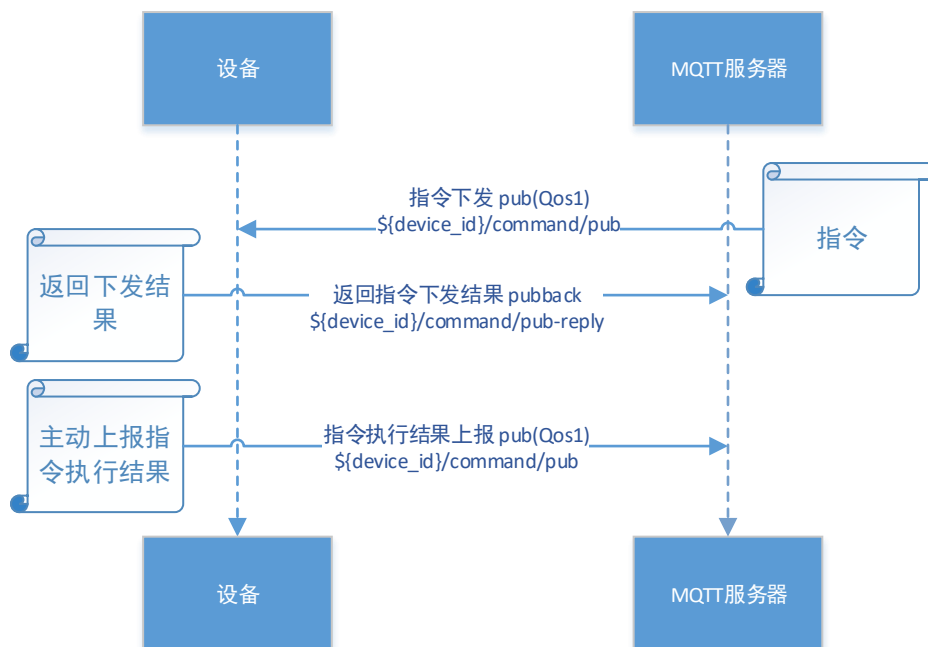 设备
MQTT服务器
指令下发 pub(Qos1)
${device_id}/command/pub
指令
返回下发结
果
返回指令下发结果 pubback
${device_id}/command/pub-reply
主动上报指
令执行结果
指令执行结果上报 pub(Qos1)
${device_id}/command/pub
设备
MQTT服务器